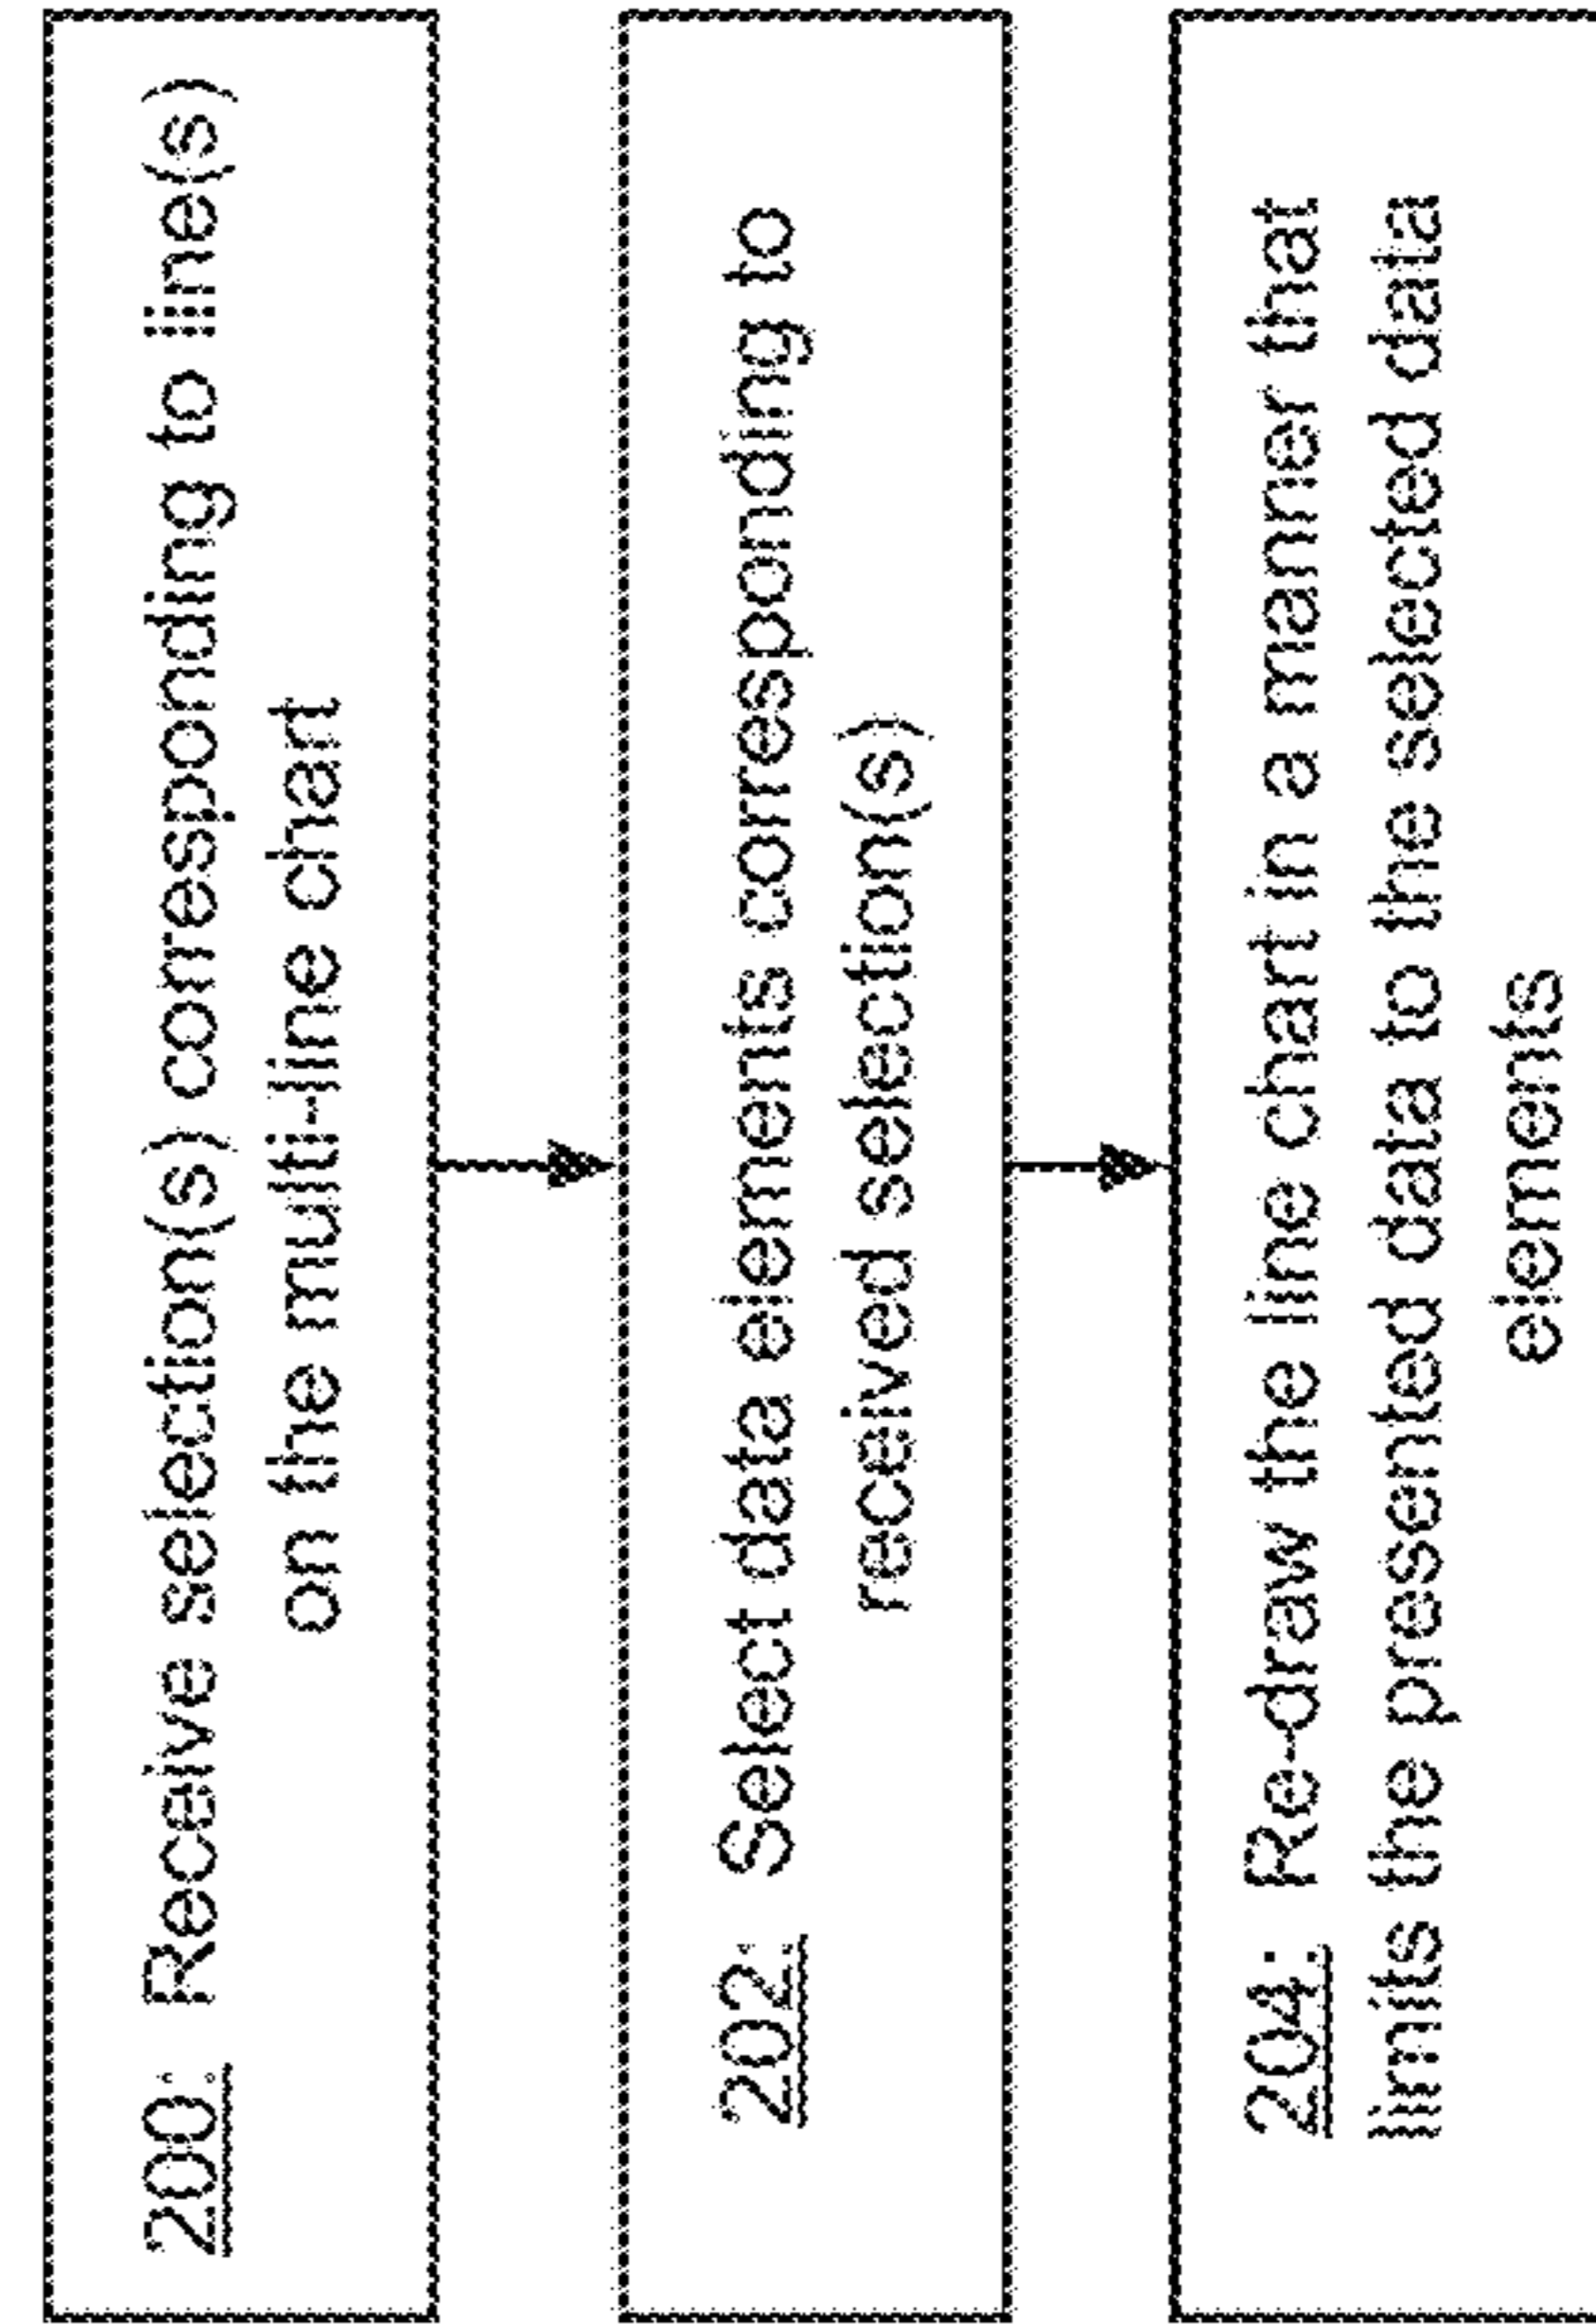 200: Receive selection(s) corresponding to line(s)
on the multi-line chart
202: Select data elements corresponding to
received selection(s)
204: Re-draw the line chart in a manner that
limits the presented data to the selected data
elements